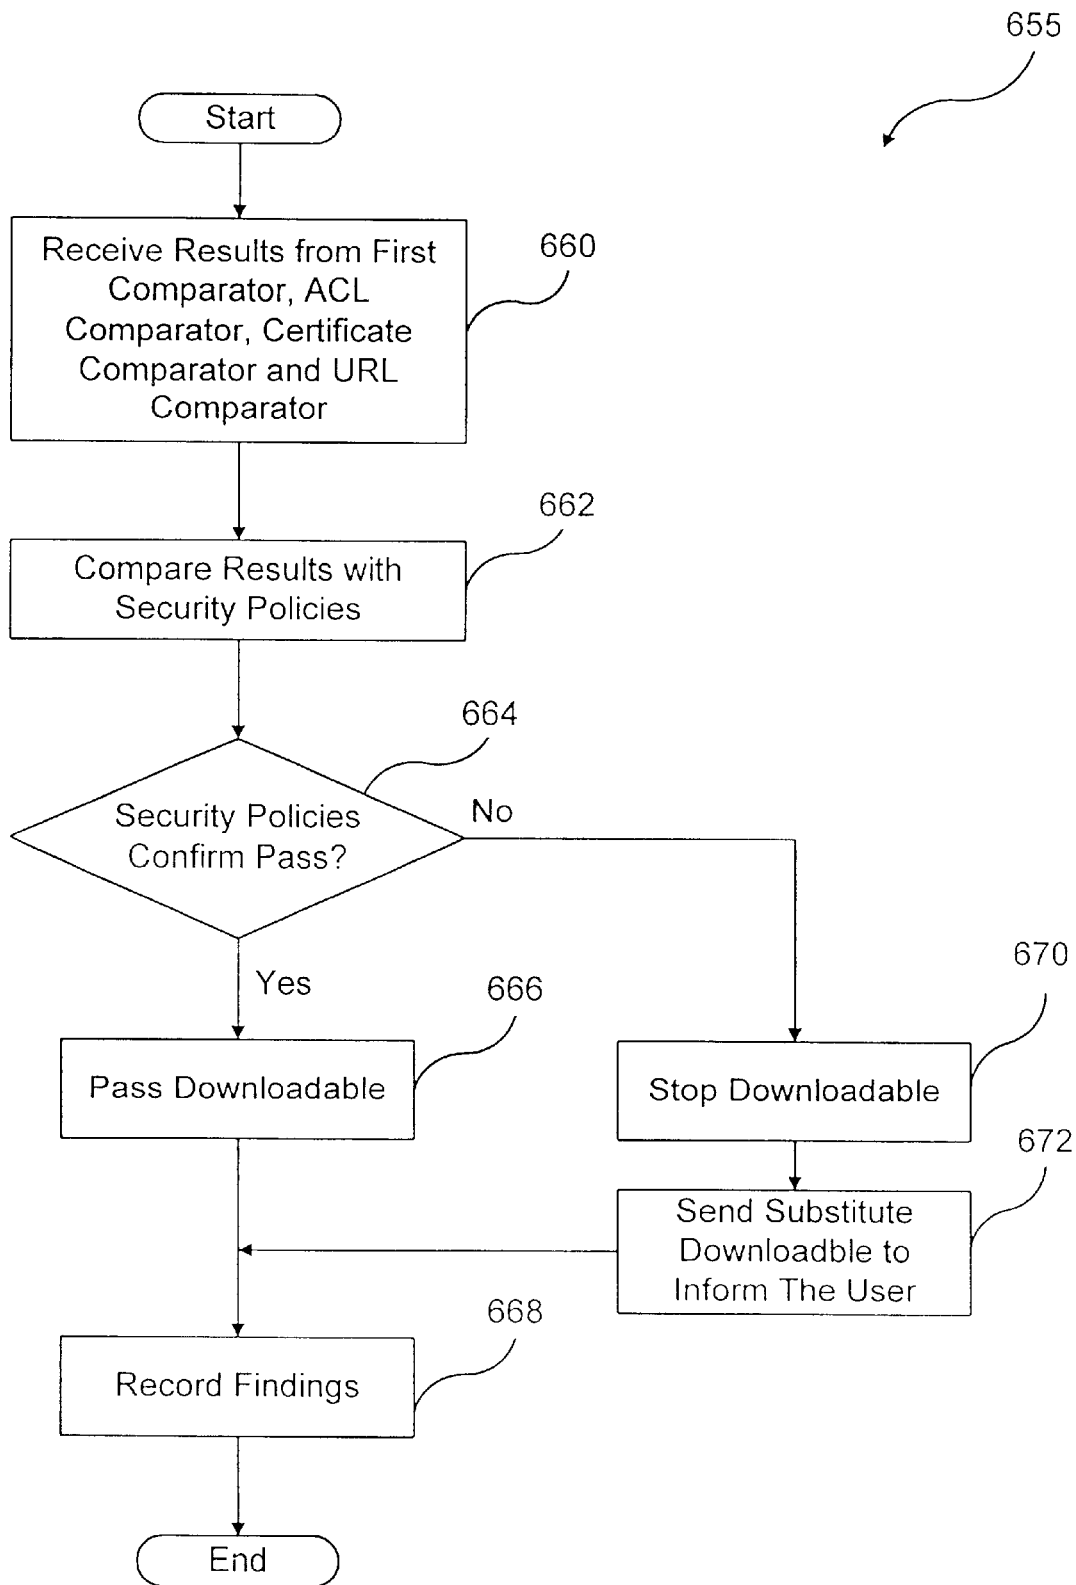 655
Start
Receive Results from First
Comparator, ACL
Comparator, Certificate
Comparator and URL
Comparator
660
Compare Results with
Security Policies
662
664
Security Policies
Confirm Pass?
No
Yes
666
Pass Downloadable
670
Stop Downloadable
672
Send Substitute
Downloadble to
Inform The User
668
Record Findings
End